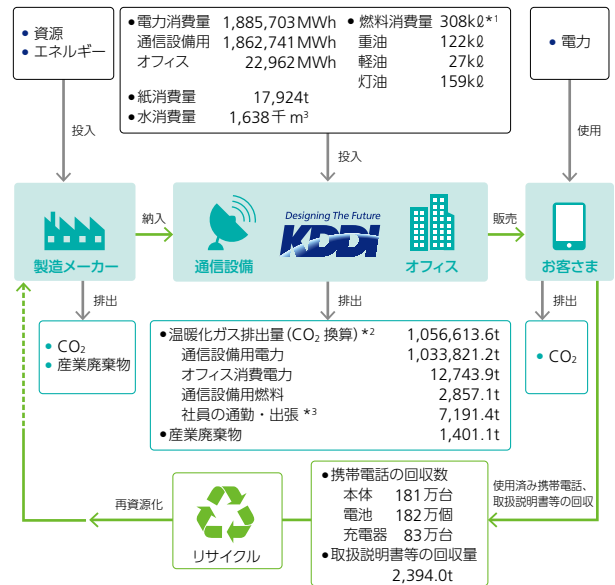 • 資源
• エネルギー
●電力消費量 1,885,703MWh
通信設備用 1,862,741MWh
オフィス 22,962MWh
●紙消費量 17,924t
●水消費量 1,638千m³
●燃料消費量 308kℓ*1
重油 122kℓ
軽油 27kℓ
灯油 159kℓ
• 電力
投入
投入
使用
製造メーカー
納入
通信設備
Designing The Future
KDDI
オフィス
販売
お客さま
排出
排出
排出
• CO₂
• 産業廃棄物
●温暖化ガス排出量(CO₂ 換算) *2 1,056,613.6t
通信設備用電力 1,033,821.2t
オフィス消費電力 12,743.9t
通信設備用燃料 2,857.1t
社員の通勤・出張 *3 7,191.4t
●産業廃棄物 1,401.1t
• CO₂
再資源化
リサイクル
●携帯電話の回収数
本体 181万台
電池 182万個
充電器 83万台
●取扱説明書等の回収量
2,394.0t
使用済み携帯電話、
取扱説明書等の回収